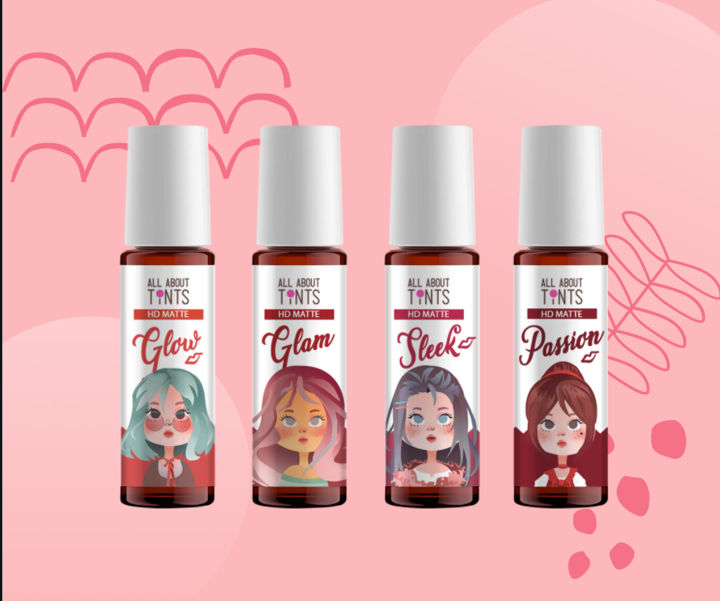 ALL ABOUT
TINTS
HD MATTE
Glow
ALL ABOUT
TINTS
HD MATTE
Glam
ALL ABOUT
TINTS
HD MATTE
Sleek
ALL ABOUT
TINTS
HD MATTE
Passion